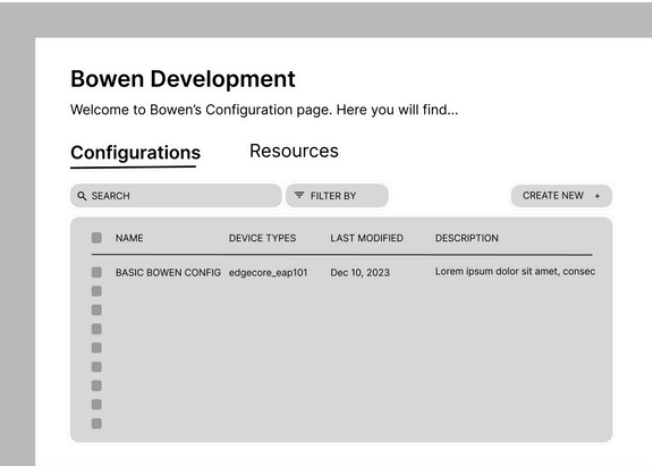 Bowen Development
Welcome to Bowen's Configuration page. Here you will find...
Configurations Resources
SEARCH FILTER BY CREATE NEW +
NAME DEVICE TYPES LAST MODIFIED DESCRIPTION
BASIC BOWEN CONFIG edgecore_eap101 Dec 10, 2023 Lorem ipsum dolor sit amet, consec